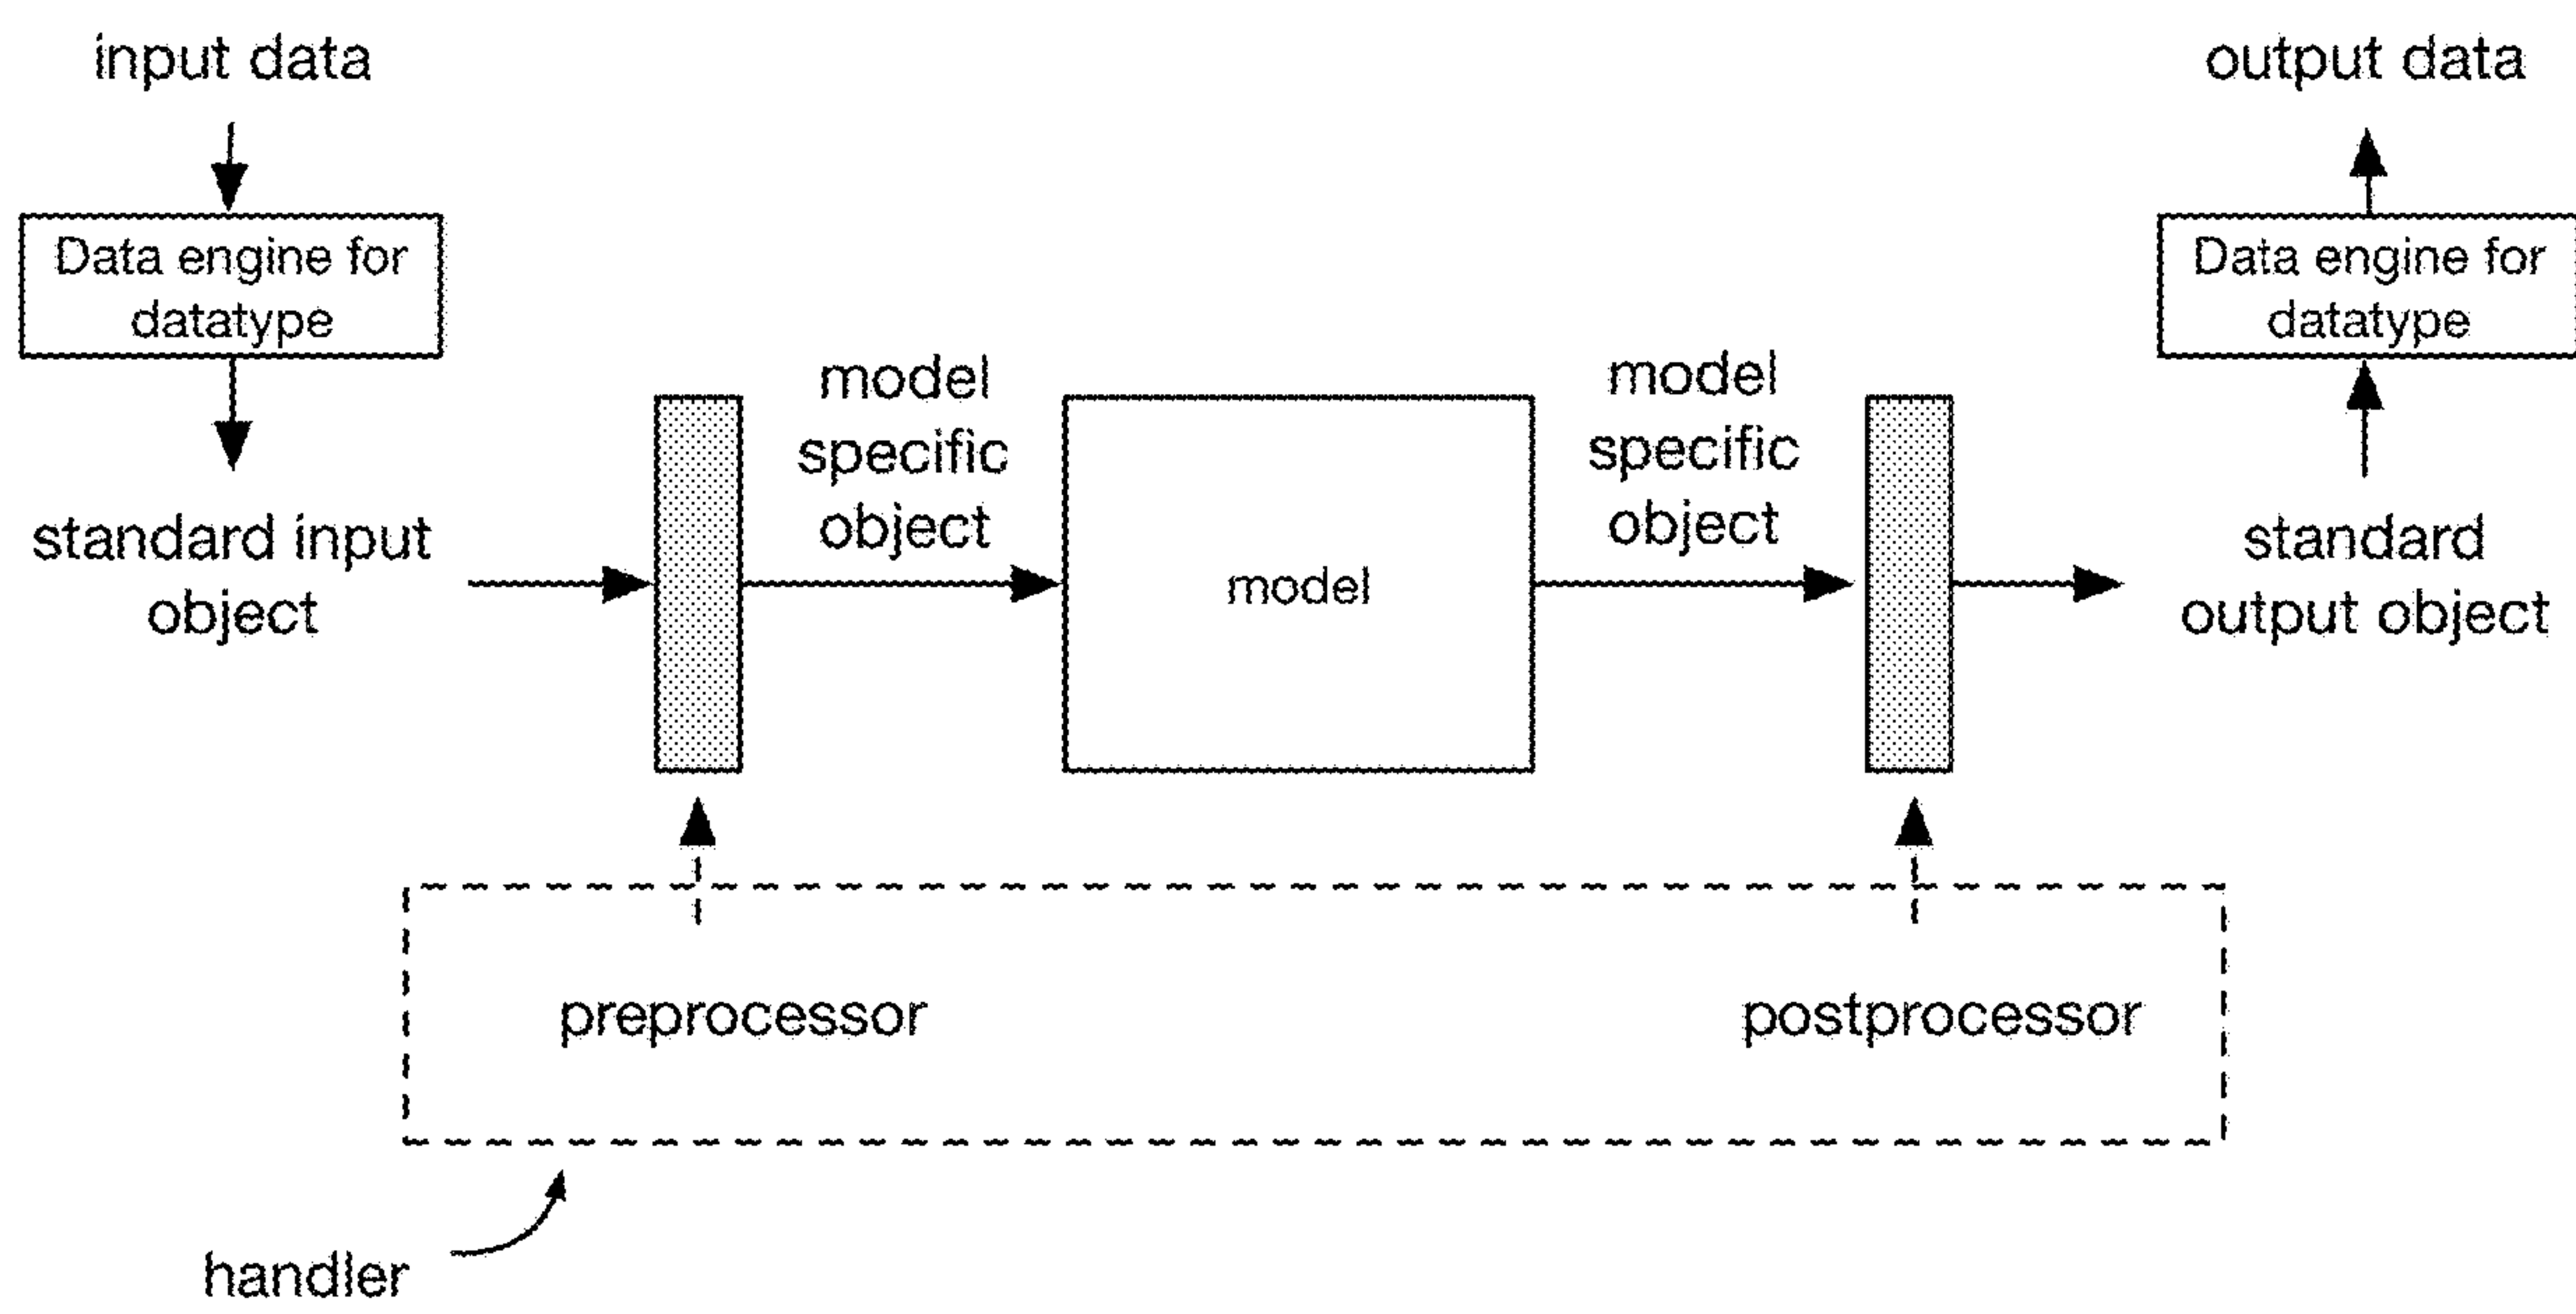 input data
output data
Data engine for
datatype
Data engine for
datatype
model
specific
object
model
specific
object
standard input
object
model
standard
output object
preprocessor
postprocessor
handler